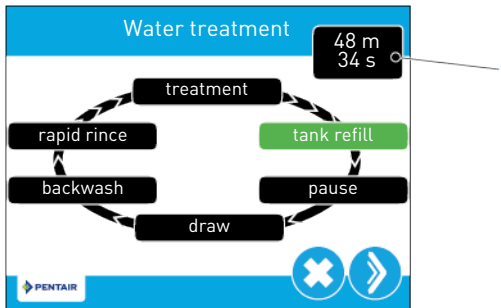 Water treatment
48 m
34 s
treatment
rapid rince
tank refill
backwash
pause
draw
PENTAIR